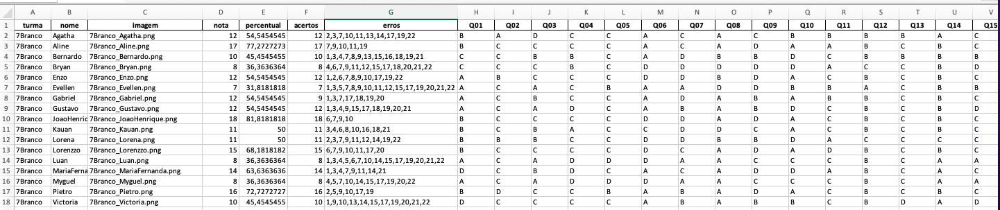 A B C D E F G H I J K L M N O P Q R S T U V
1 turma nome imagem nota percentual acertos erros Q01 Q02 Q03 Q04 Q05 Q06 Q07 Q08 Q09 Q10 Q11 Q12 Q13 Q14 Q15
2 7Branco Agatha 7Branco_Agatha.png 12 54,5454545 12 2,3,7,10,11,13,14,17,19,22 B A D C C A C A C B B B B A C
3 7Branco Aline 7Branco_Aline.png 17 77,2727273 17 7,9,10,11,19 B C C C C A C A D A A B C B C
4 7Branco Bernardo 7Branco_Bernardo.png 10 45,4545455 10 1,3,4,7,8,9,13,15,16,18,19,21 C C B B C A D B B D C B B B B
5 7Branco Bryan 7Branco_Bryan.png 8 36,3636364 8 4,6,7,9,11,12,15,17,18,20,21,22 C C C B C D D D D D A C C B D
6 7Branco Enzo 7Branco_Enzo.png 12 54,5454545 12 1,2,6,7,8,9,10,17,19,22 A B C C C D D B D A C B C B C
7 7Branco Evellen 7Branco_Evellen.png 7 31,8181818 7 1,3,5,7,8,9,10,11,12,15,17,19,20,21,22 A C A C B A A D D B B A C B B
8 7Branco Gabriel 7Branco_Gabriel.png 12 54,5454545 9 1,3,7,17,18,19,20 A C B C C A D A B A B B C B C
9 7Branco Gustavo 7Branco_Gustavo.png 12 54,5454545 12 1,3,4,9,15,17,18,19,20,21 A C A D C A B A B D C B C B D
10 7Branco JoaoHenric 7Branco_JoaoHenrique.png 18 81,8181818 18 6,7,9,10 B C C C C D D A D A C B C B C
11 7Branco Kauan 7Branco_Kauan.png 11 50 11 3,4,6,8,10,16,18,21 B C B A C C D D C A C B C B C
12 7Branco Lorena 7Branco_Lorena.png 11 50 11 2,3,7,9,11,12,14,19,22 B B B C C D D B B D A C C C C
13 7Branco Lorenzzo 7Branco_Lorenzzo.png 15 68,1818182 15 6,7,9,10,11,17,20 B C C C C D C A D A D B C B C
14 7Branco Luan 7Branco_Luan.png 8 36,3636364 8 1,3,4,5,6,7,10,14,15,17,19,20,21,22 A C A D D D A A C C C B C A A
15 7Branco MariaFerna 7Branco_MariaFernanda.png 14 63,6363636 14 1,3,4,7,9,11,14,21 D C B D C A C A D D A B C A C
16 7Branco Myguel 7Branco_Myguel.png 8 36,3636364 8 4,5,7,10,14,15,17,19,20,22 A C A D D D A A C C C B C A A
17 7Branco Pietro 7Branco_Pietro.png 16 72,7272727 16 2,5,9,10,17,19 B D C C B A B A D A C B C B C
18 7Branco Victoria 7Branco_Victoria.png 10 45,4545455 10 1,9,10,13,14,15,17,19,20,21,22 D C C C C A B A B B C B D A D